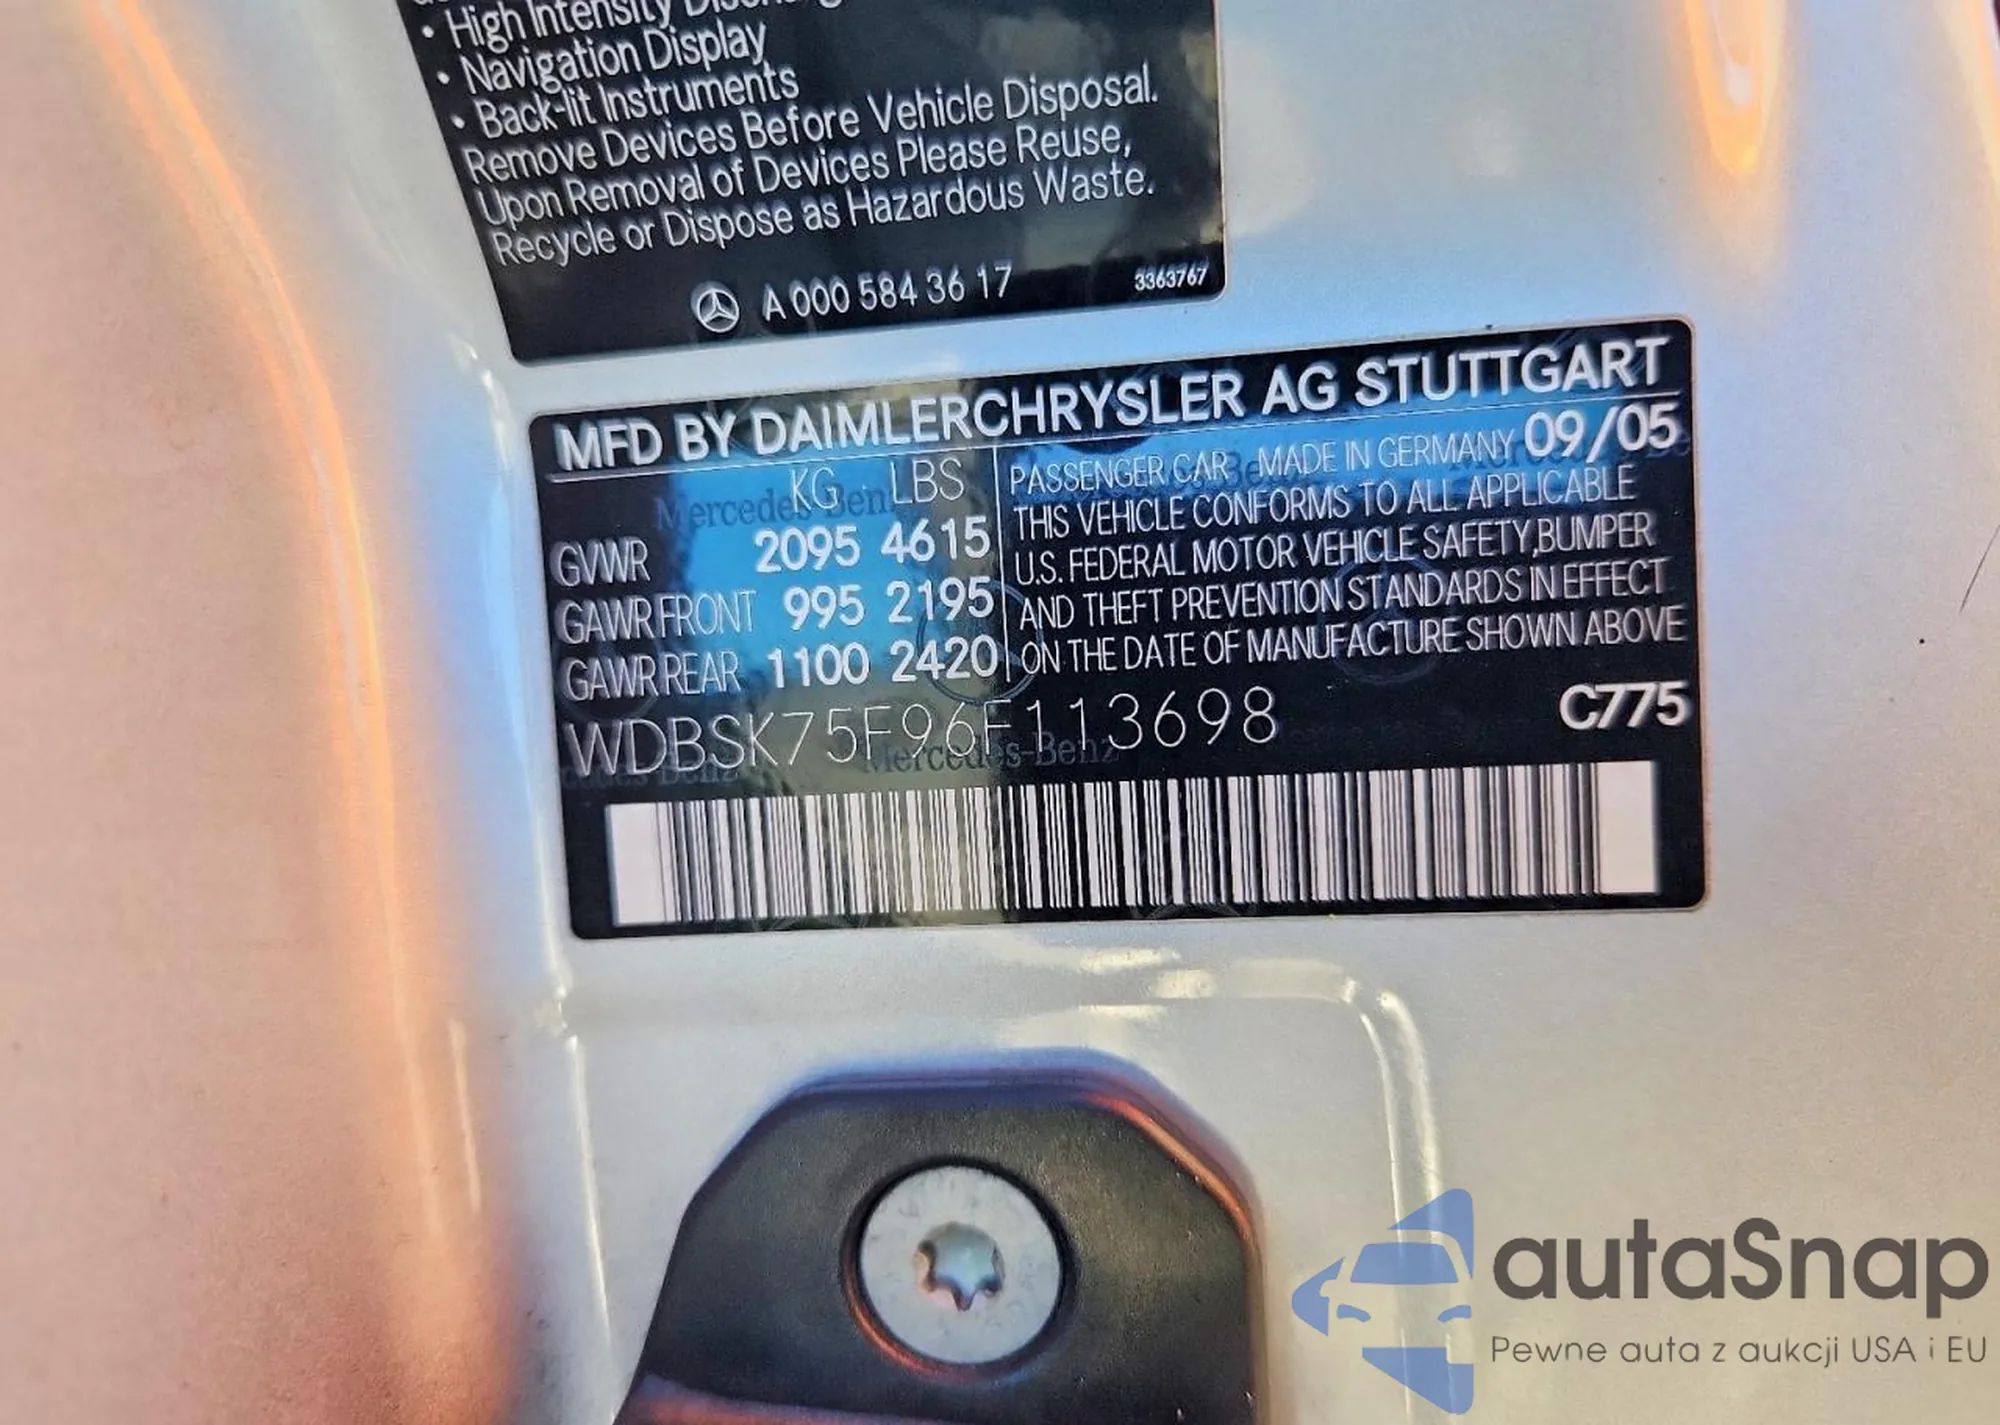 • High Intensity
• Navigation Display
• Back-lit Instruments
Remove Devices Before Vehicle Disposal.
Upon Removal of Devices Please Reuse,
Recycle or Dispose as Hazardous Waste.
A 000 584 36 17
3363767
MFD BY DAIMLERCHRYSLER AG STUTTGART
KG LBS
GVWR 2095 4615
GAWR FRONT 995 2195
GAWR REAR 1100 2420
PASSENGER CAR MADE IN GERMANY 09/05
THIS VEHICLE CONFORMS TO ALL APPLICABLE
U.S. FEDERAL MOTOR VEHICLE SAFETY,BUMPER
AND THEFT PREVENTION STANDARDS IN EFFECT
ON THE DATE OF MANUFACTURE SHOWN ABOVE
WDBSK75F96F113698
C775
Mercedes-Benz
Mercedes-Benz
autaSnap
Pewne auta z aukcji USA i EU